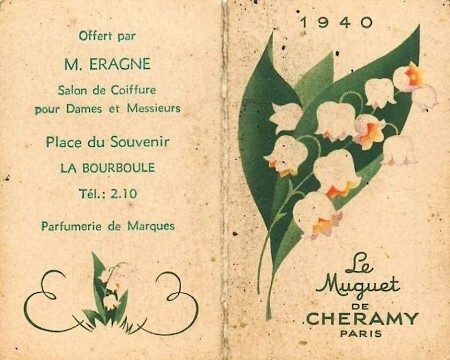 Offert par
M. ERAGNE
Salon de Coiffure
pour Dames et Messieurs
Place du Souvenir
LA BOURBOULE
Tél.: 2.10
Parfumerie de Marques
1940
Le
Muguet
DE
CHERAMY
PARIS